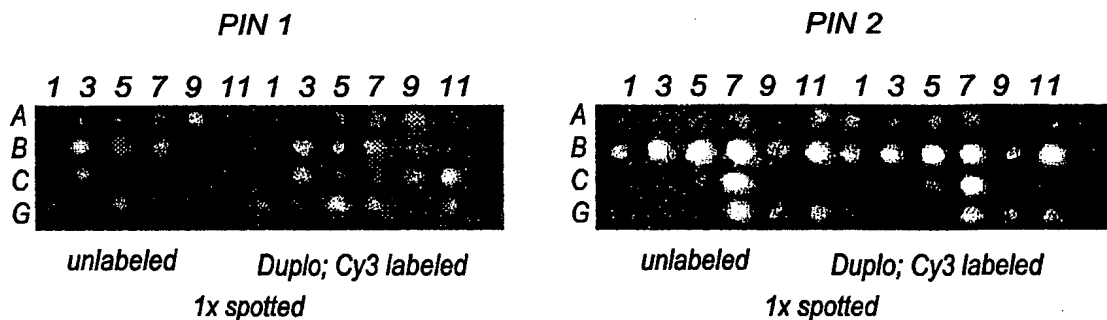 PIN 1
PIN 2
1 3 5 7 9 11 1 3 5 7 9 11
1 3 5 7 9 11 1 3 5 7 9 11
A
B
C
G
A
B
C
G
unlabeled
Duplo; Cy3 labeled
unlabeled
Duplo; Cy3 labeled
1x spotted
1x spotted